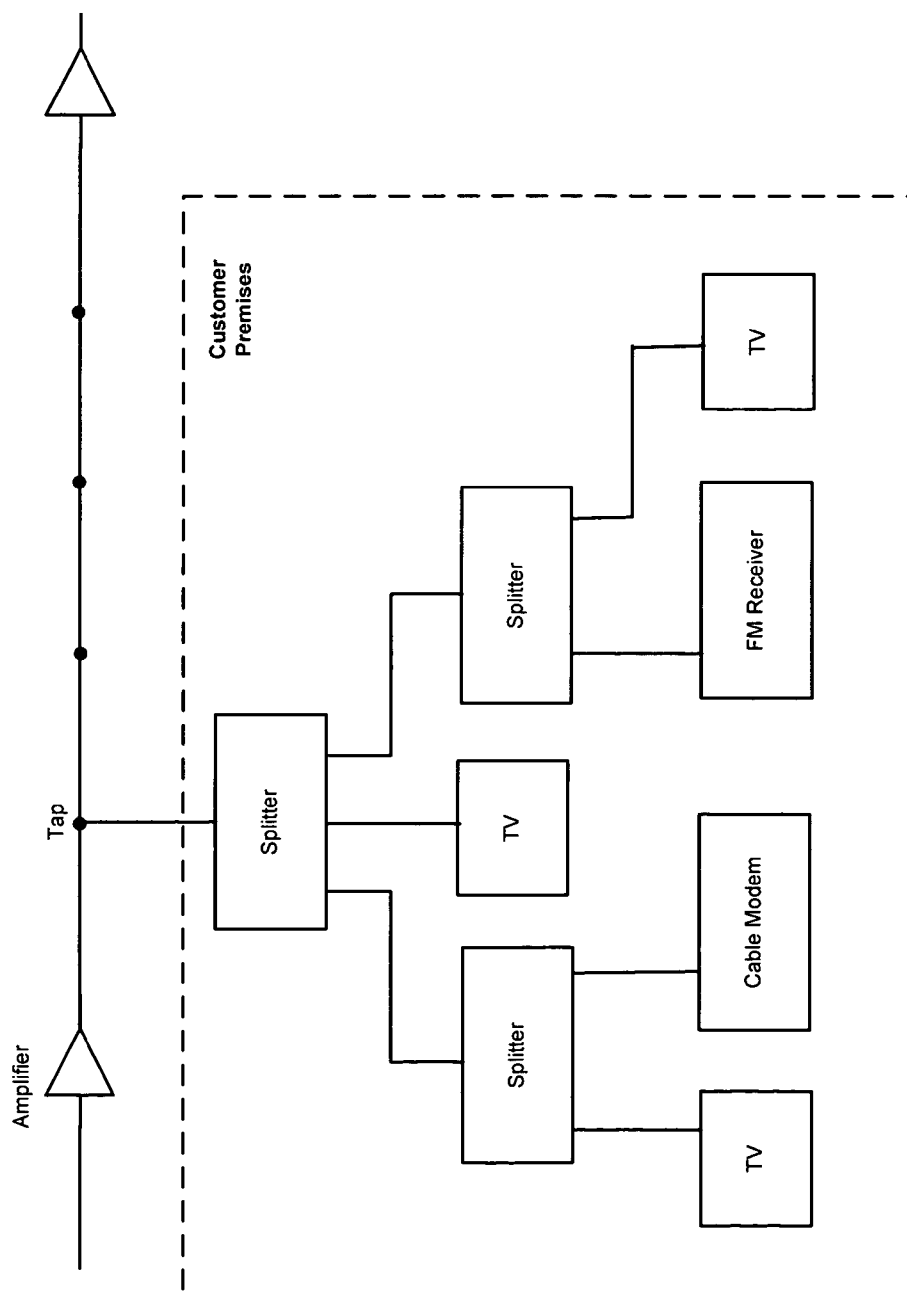 Amplifier
Tap
Customer
Premises
Splitter
Splitter
TV
Splitter
TV
Cable Modem
FM Receiver
TV